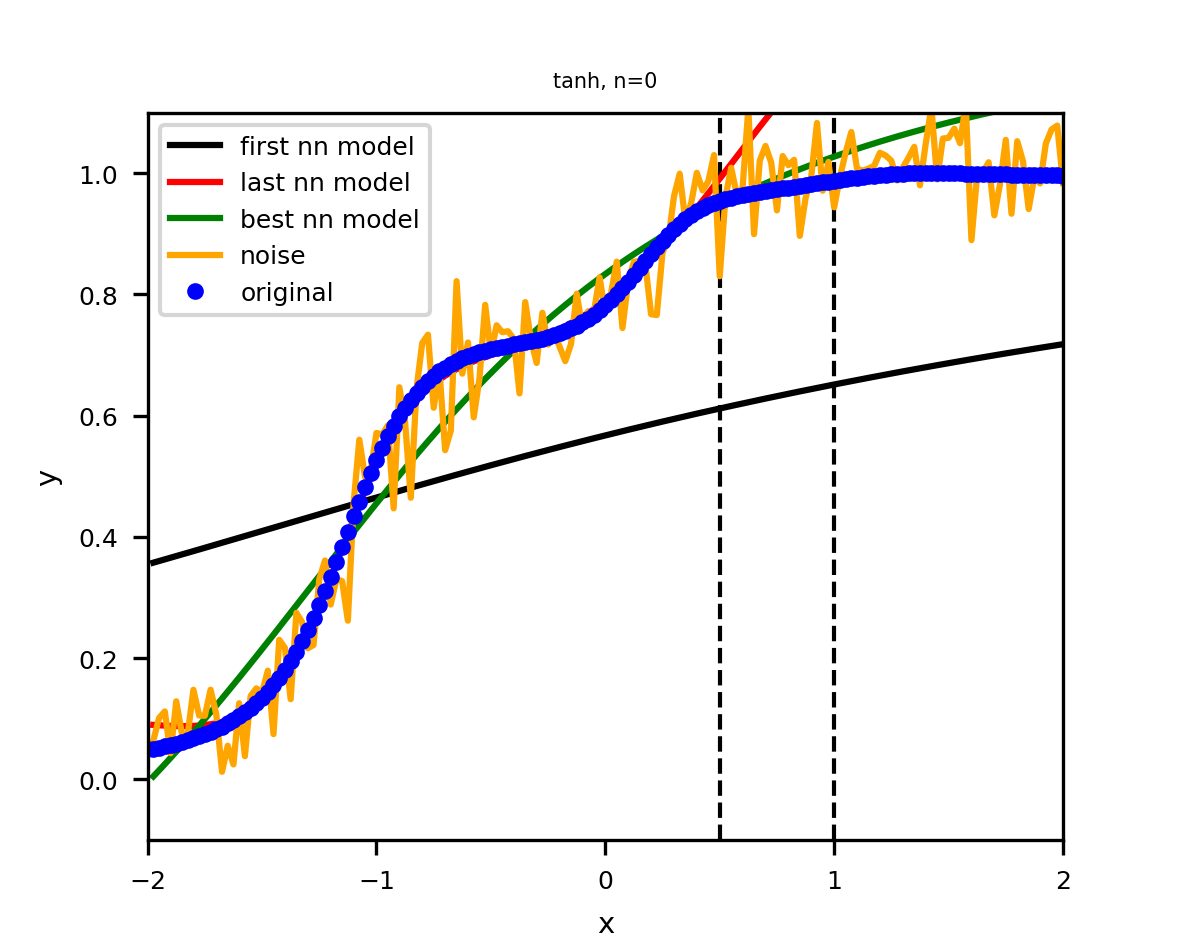 tanh, n=0
first nn model
last nn model
best nn model
noise
original
1.0
0.8
0.6
0.4
0.2
0.0
y
−2
−1
0
1
2
x